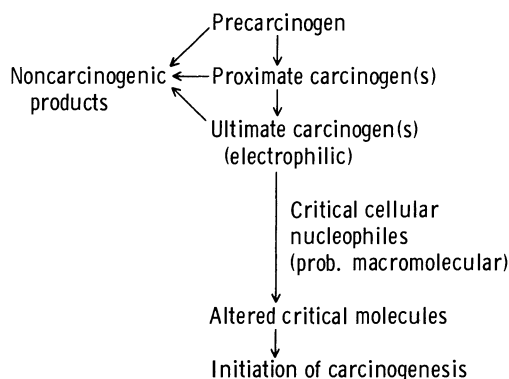 Precarcinogen
Noncarcinogenic
products
Proximate carcinogen(s)
Ultimate carcinogen(s)
(electrophilic)
Critical cellular
nucleophiles
(prob. macromolecular)
Altered critical molecules
Initiation of carcinogenesis